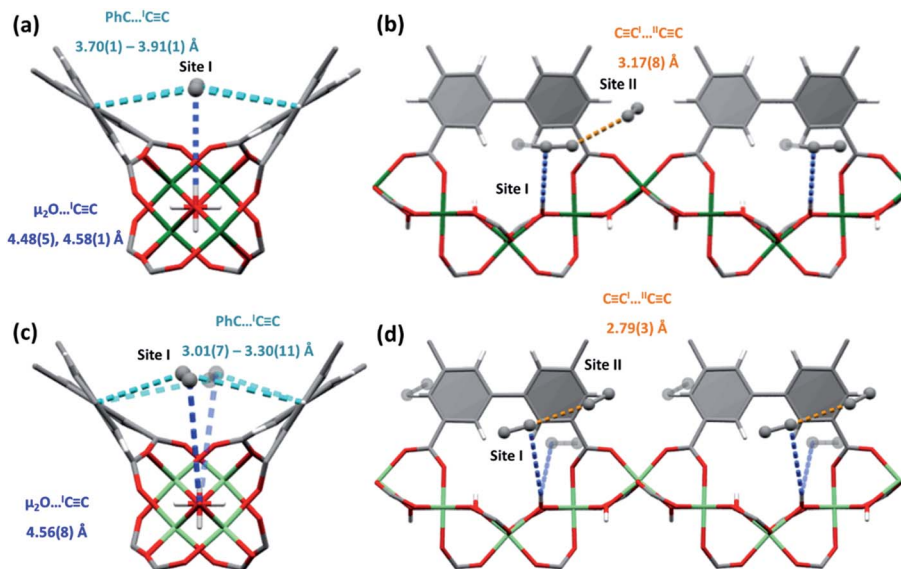 (a)
PhC...ᴵC≡C
3.70(1) – 3.91(1) Å
Site I
μ₂O...ᴵC≡C
4.48(5), 4.58(1) Å
(b)
C≡Cᴵ...ᴵᴵC≡C
3.17(8) Å
Site II
Site I
(c)
PhC...ᴵC≡C
3.01(7) – 3.30(11) Å
Site I
μ₂O...ᴵC≡C
4.56(8) Å
(d)
C≡Cᴵ...ᴵᴵC≡C
2.79(3) Å
Site II
Site I